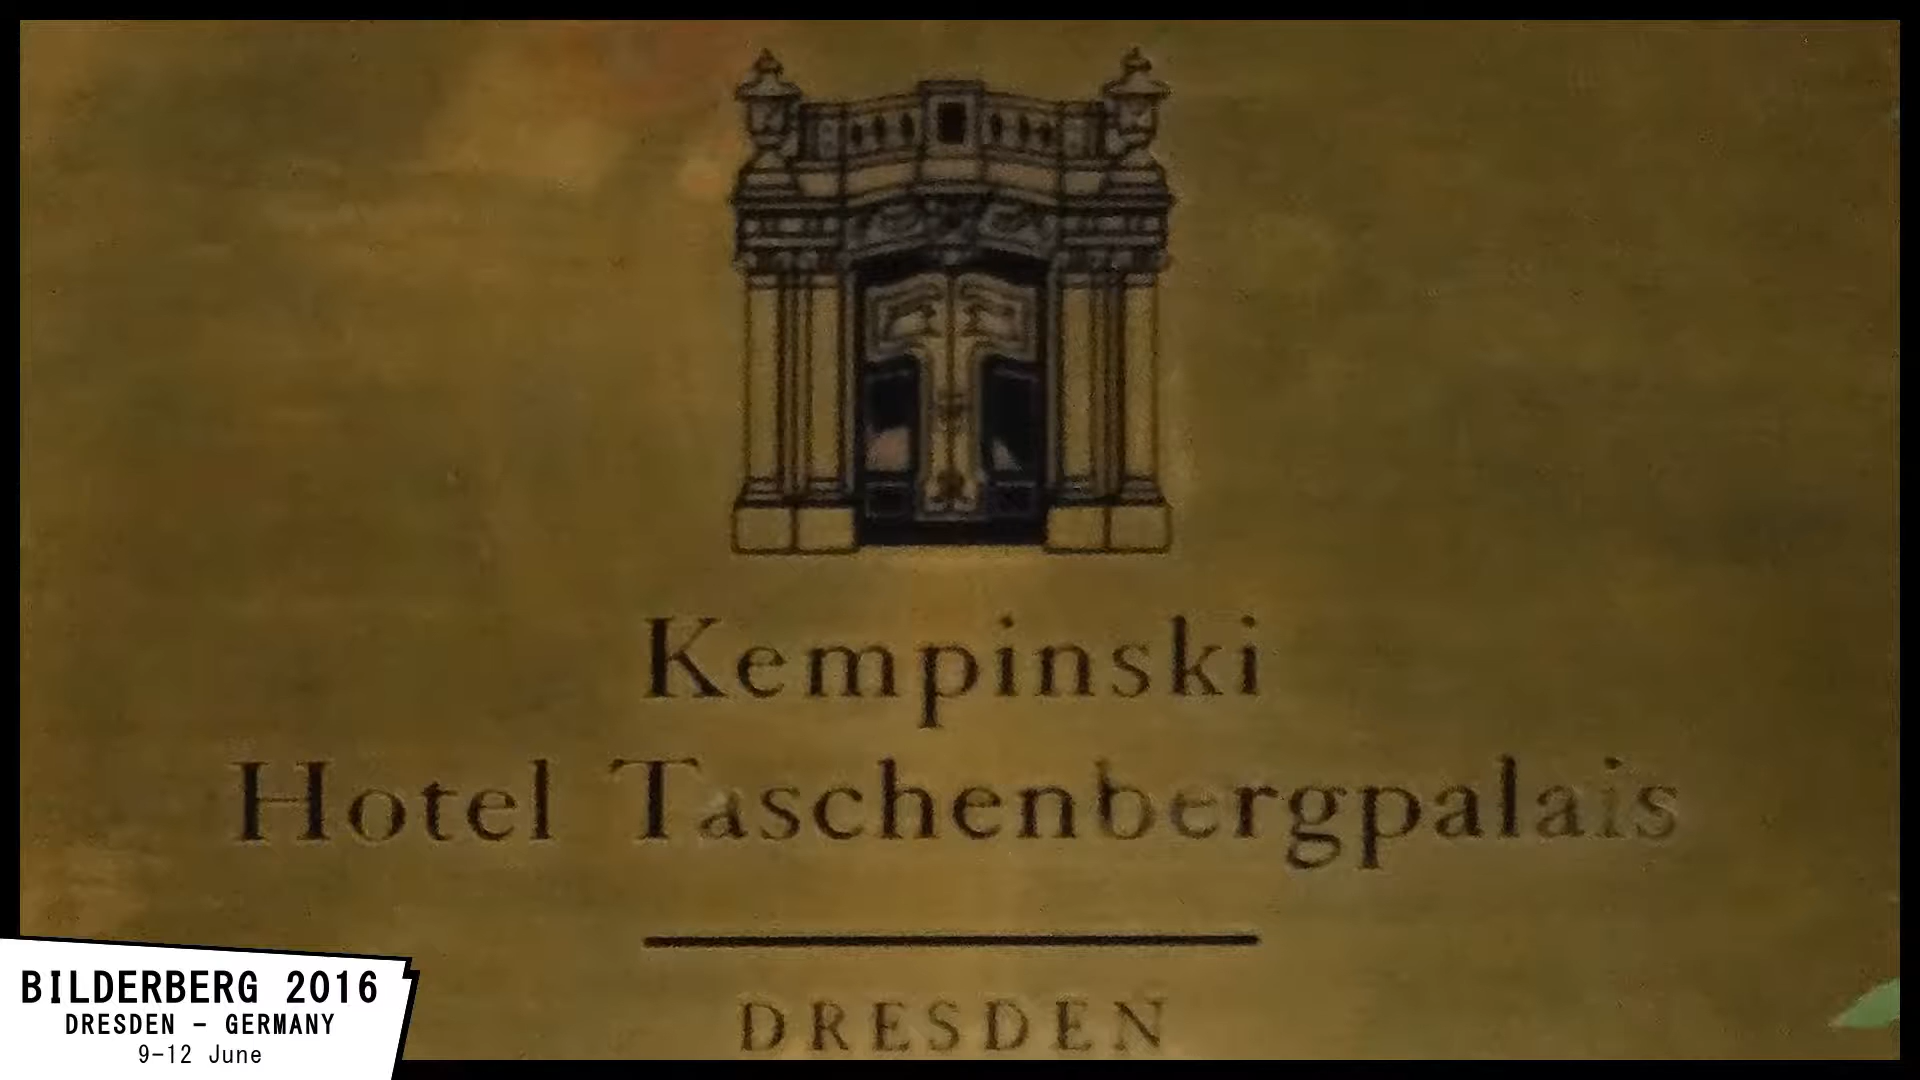 Kempinski
Hotel Taschenbergpalais
DRESDEN
BILDERBERG 2016
DRESDEN - GERMANY
9-12 June